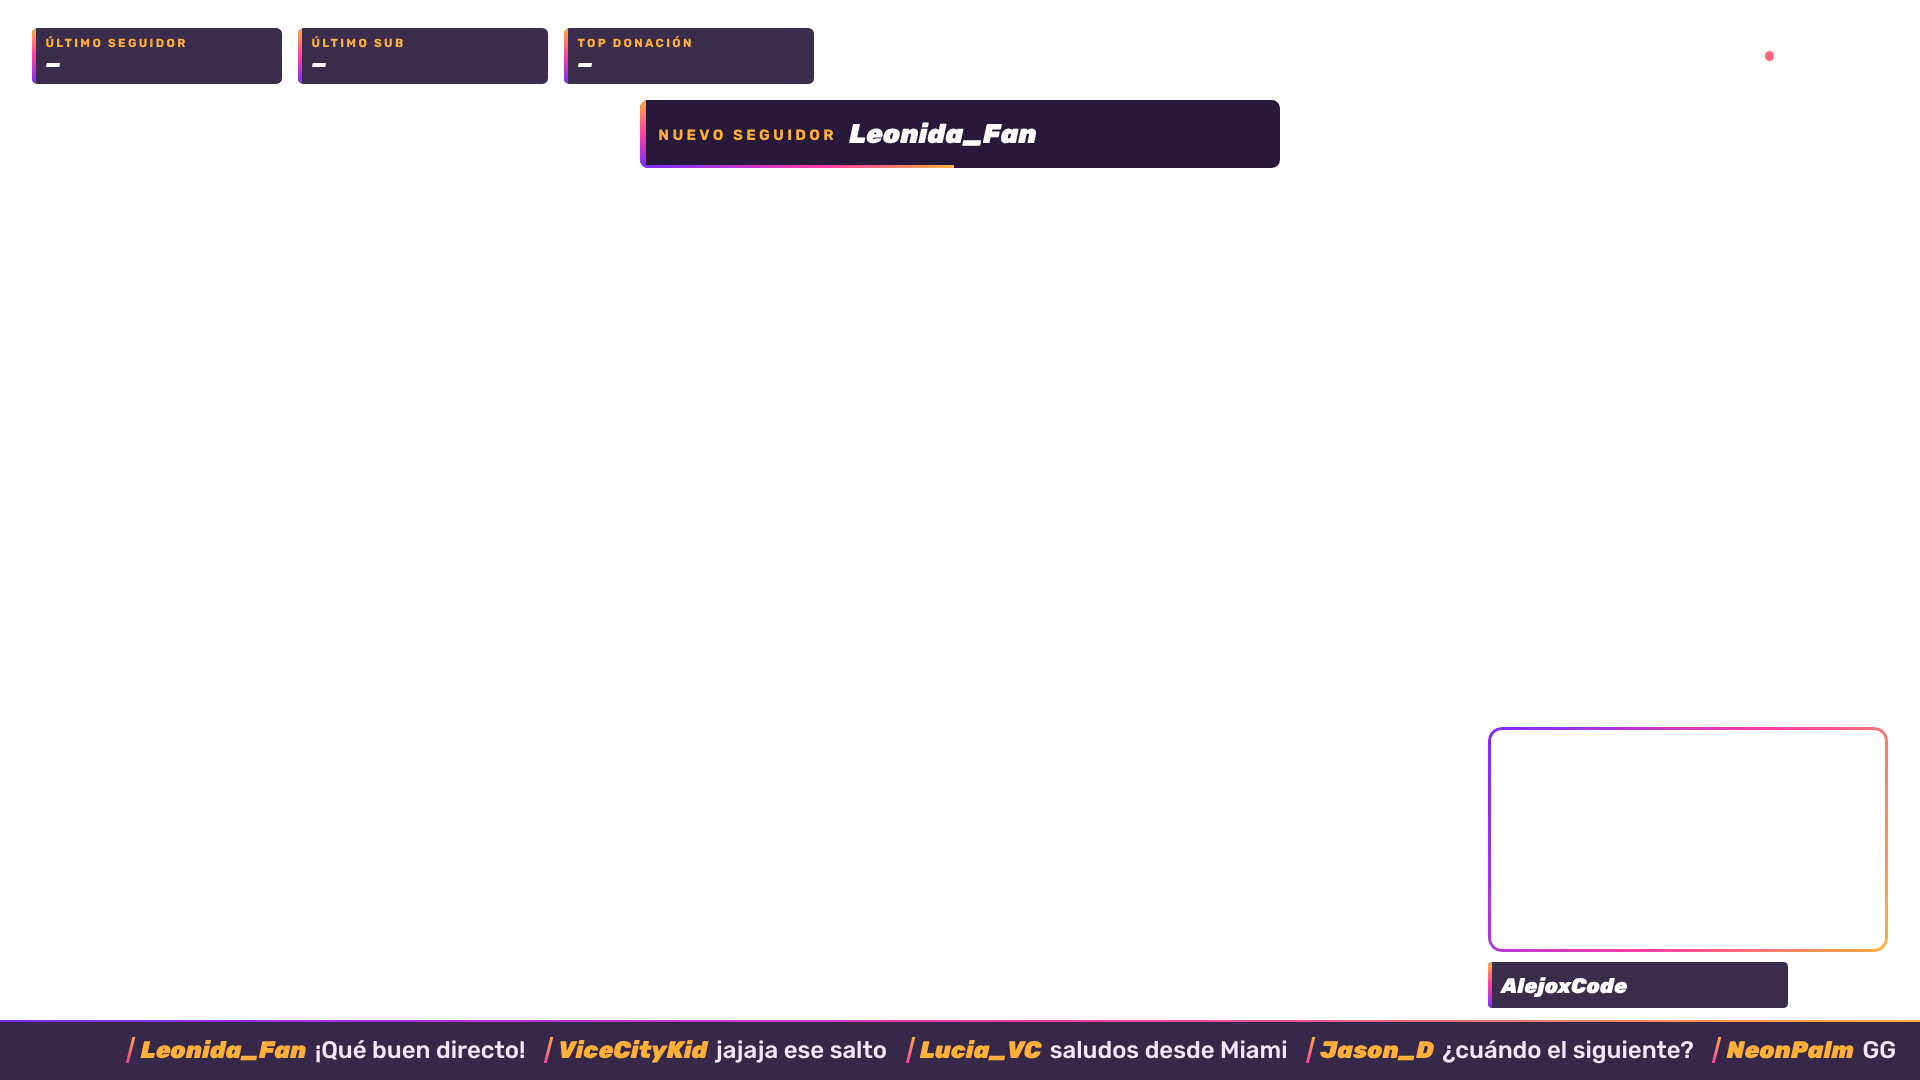 ÚLTIMO SEGUIDOR
–
ÚLTIMO SUB
–
TOP DONACIÓN
–
NUEVO SEGUIDOR Leonida_Fan
AlejoxCode
/ Leonida_Fan ¡Qué buen directo! / ViceCityKid jajaja ese salto / Lucia_VC saludos desde Miami / Jason_D ¿cuándo el siguiente? / NeonPalm GG